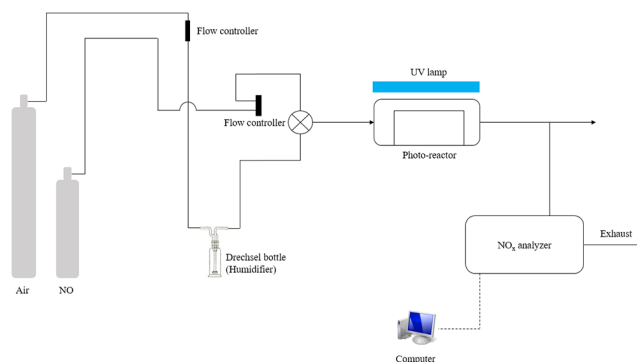 Flow controller
UV lamp
Flow controller
Photo-reactor
Exhaust
NOx analyzer
Drechsel bottle
(Humidifier)
Air
NO
Computer